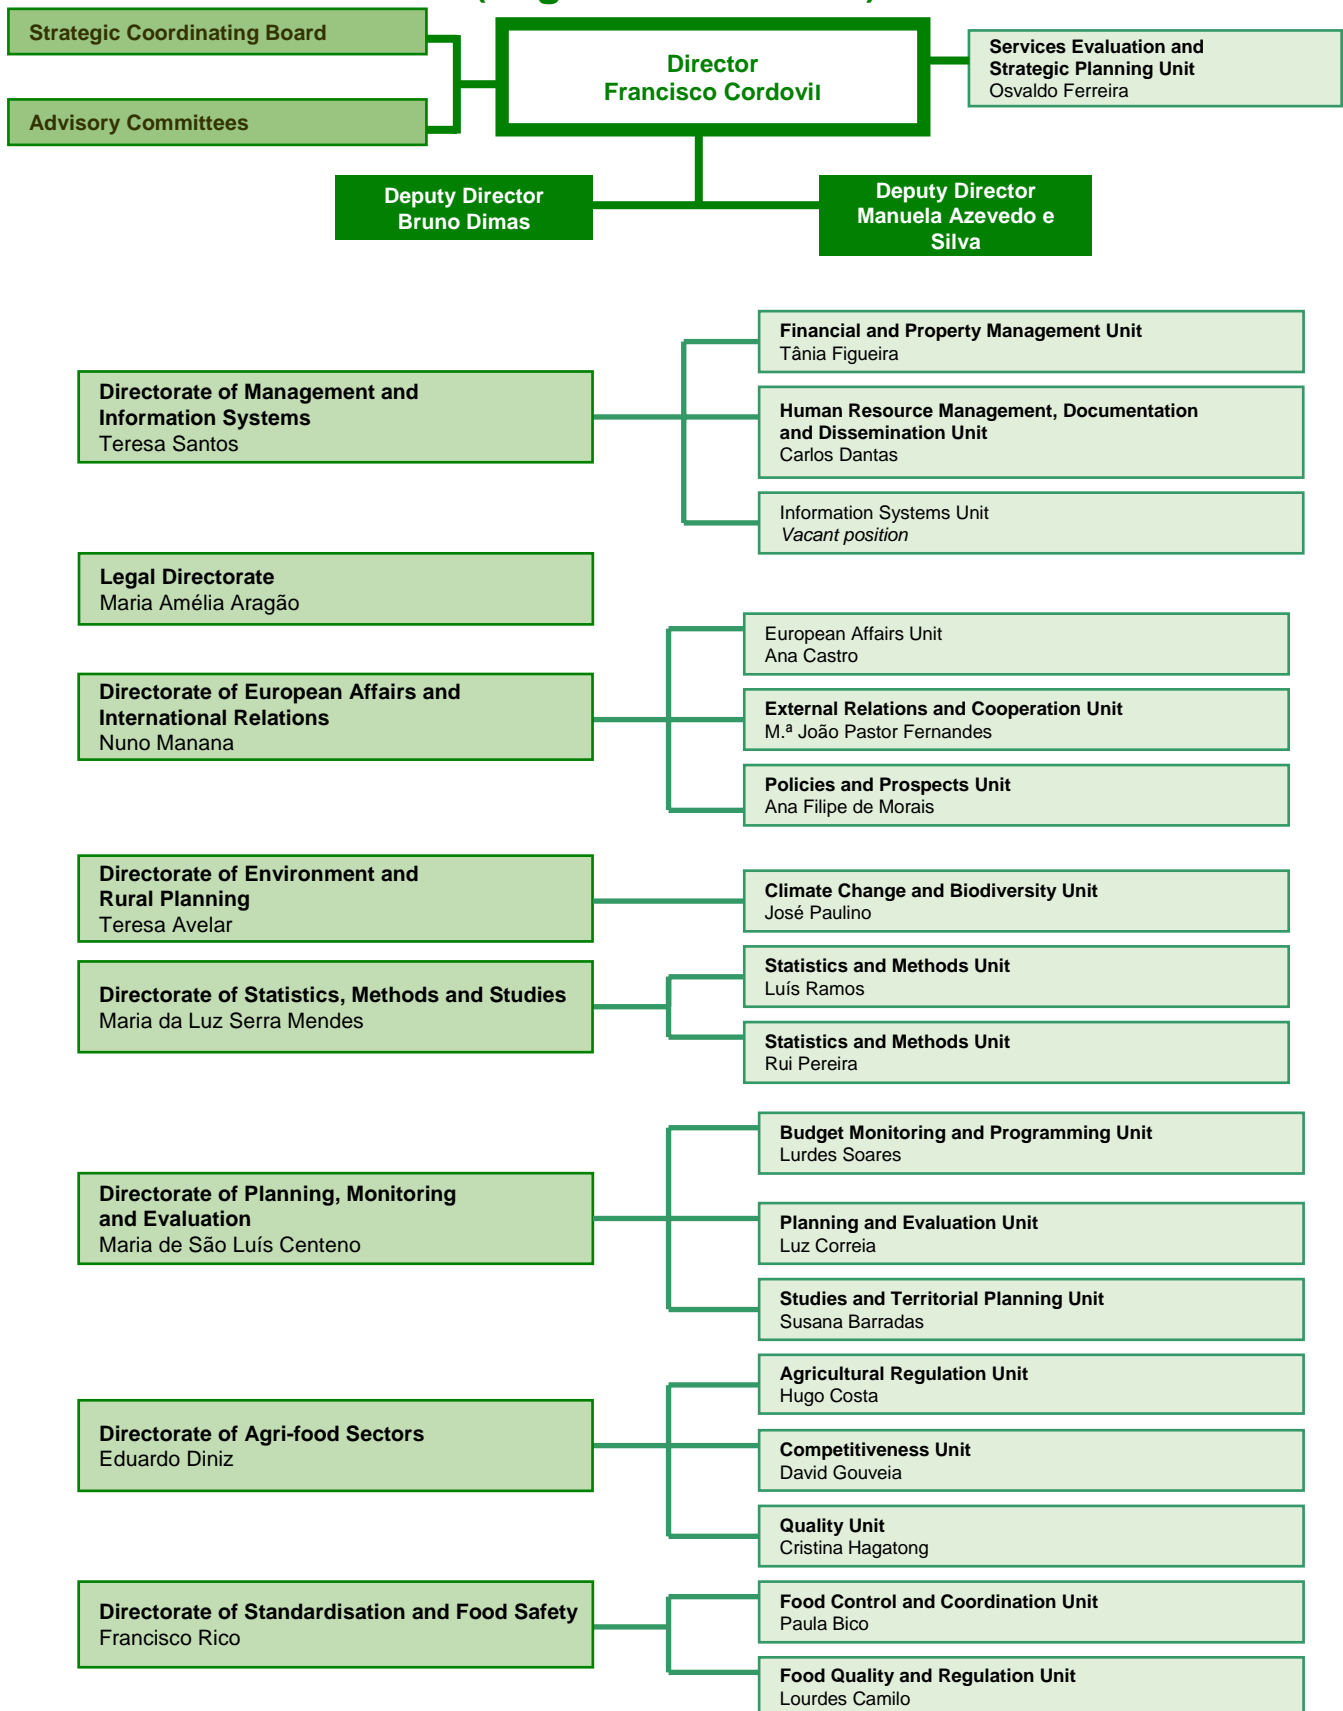 Strategic Coordinating Board
Advisory Committees
Director
Francisco Cordovil
Services Evaluation and
Strategic Planning Unit
Osvaldo Ferreira
Deputy Director
Bruno Dimas
Deputy Director
Manuela Azevedo e
Silva
Directorate of Management and
Information Systems
Teresa Santos
Financial and Property Management Unit
Tânia Figueira
Human Resource Management, Documentation
and Dissemination Unit
Carlos Dantas
Information Systems Unit
Vacant position
Legal Directorate
Maria Amélia Aragão
Directorate of European Affairs and
International Relations
Nuno Manana
European Affairs Unit
Ana Castro
External Relations and Cooperation Unit
M.ª João Pastor Fernandes
Policies and Prospects Unit
Ana Filipe de Morais
Directorate of Environment and
Rural Planning
Teresa Avelar
Climate Change and Biodiversity Unit
José Paulino
Directorate of Statistics, Methods and Studies
Maria da Luz Serra Mendes
Statistics and Methods Unit
Luís Ramos
Statistics and Methods Unit
Rui Pereira
Directorate of Planning, Monitoring
and Evaluation
Maria de São Luís Centeno
Budget Monitoring and Programming Unit
Lurdes Soares
Planning and Evaluation Unit
Luz Correia
Studies and Territorial Planning Unit
Susana Barradas
Directorate of Agri-food Sectors
Eduardo Diniz
Agricultural Regulation Unit
Hugo Costa
Competitiveness Unit
David Gouveia
Quality Unit
Cristina Hagatong
Directorate of Standardisation and Food Safety
Francisco Rico
Food Control and Coordination Unit
Paula Bico
Food Quality and Regulation Unit
Lourdes Camilo